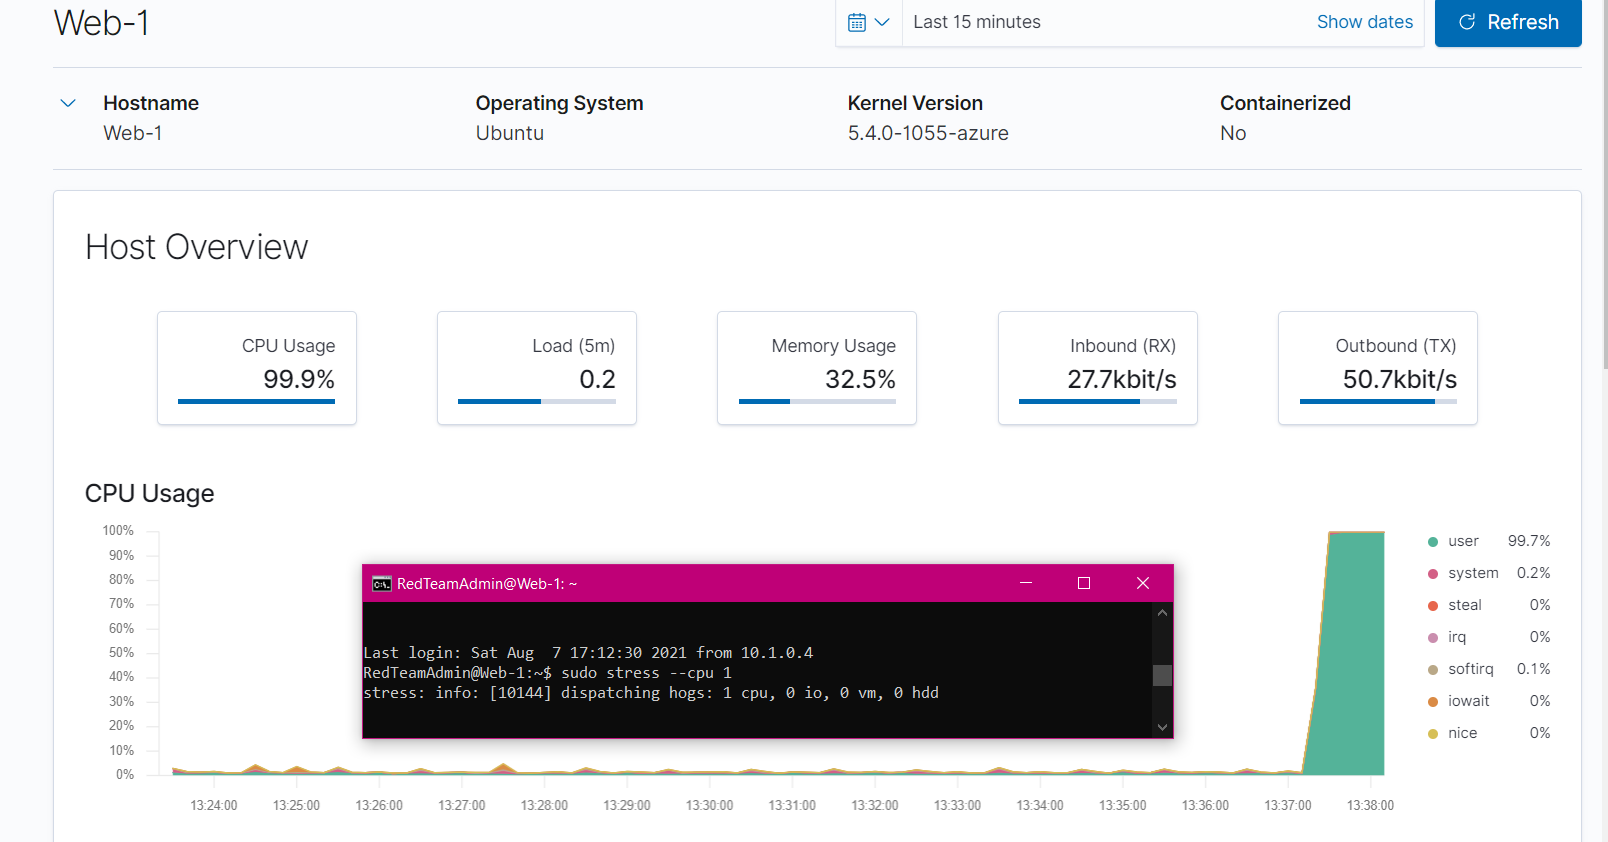 Web-1
Last 15 minutes Show dates Refresh
Hostname Operating System Kernel Version Containerized
Web-1 Ubuntu 5.4.0-1055-azure No
Host Overview
CPU Usage Load (5m) Memory Usage Inbound (RX) Outbound (TX)
99.9% 0.2 32.5% 27.7kbit/s 50.7kbit/s
CPU Usage
100%
90%
80%
70%
60%
50%
40%
30%
20%
10%
0%
RedTeamAdmin@Web-1: ~
Last login: Sat Aug  7 17:12:30 2021 from 10.1.0.4
RedTeamAdmin@Web-1:~$ sudo stress --cpu 1
stress: info: [10144] dispatching hogs: 1 cpu, 0 io, 0 vm, 0 hdd
user 99.7%
system 0.2%
steal 0%
irq 0%
softirq 0.1%
iowait 0%
nice 0%
13:24:00 13:25:00 13:26:00 13:27:00 13:28:00 13:29:00 13:30:00 13:31:00 13:32:00 13:33:00 13:34:00 13:35:00 13:36:00 13:37:00 13:38:00